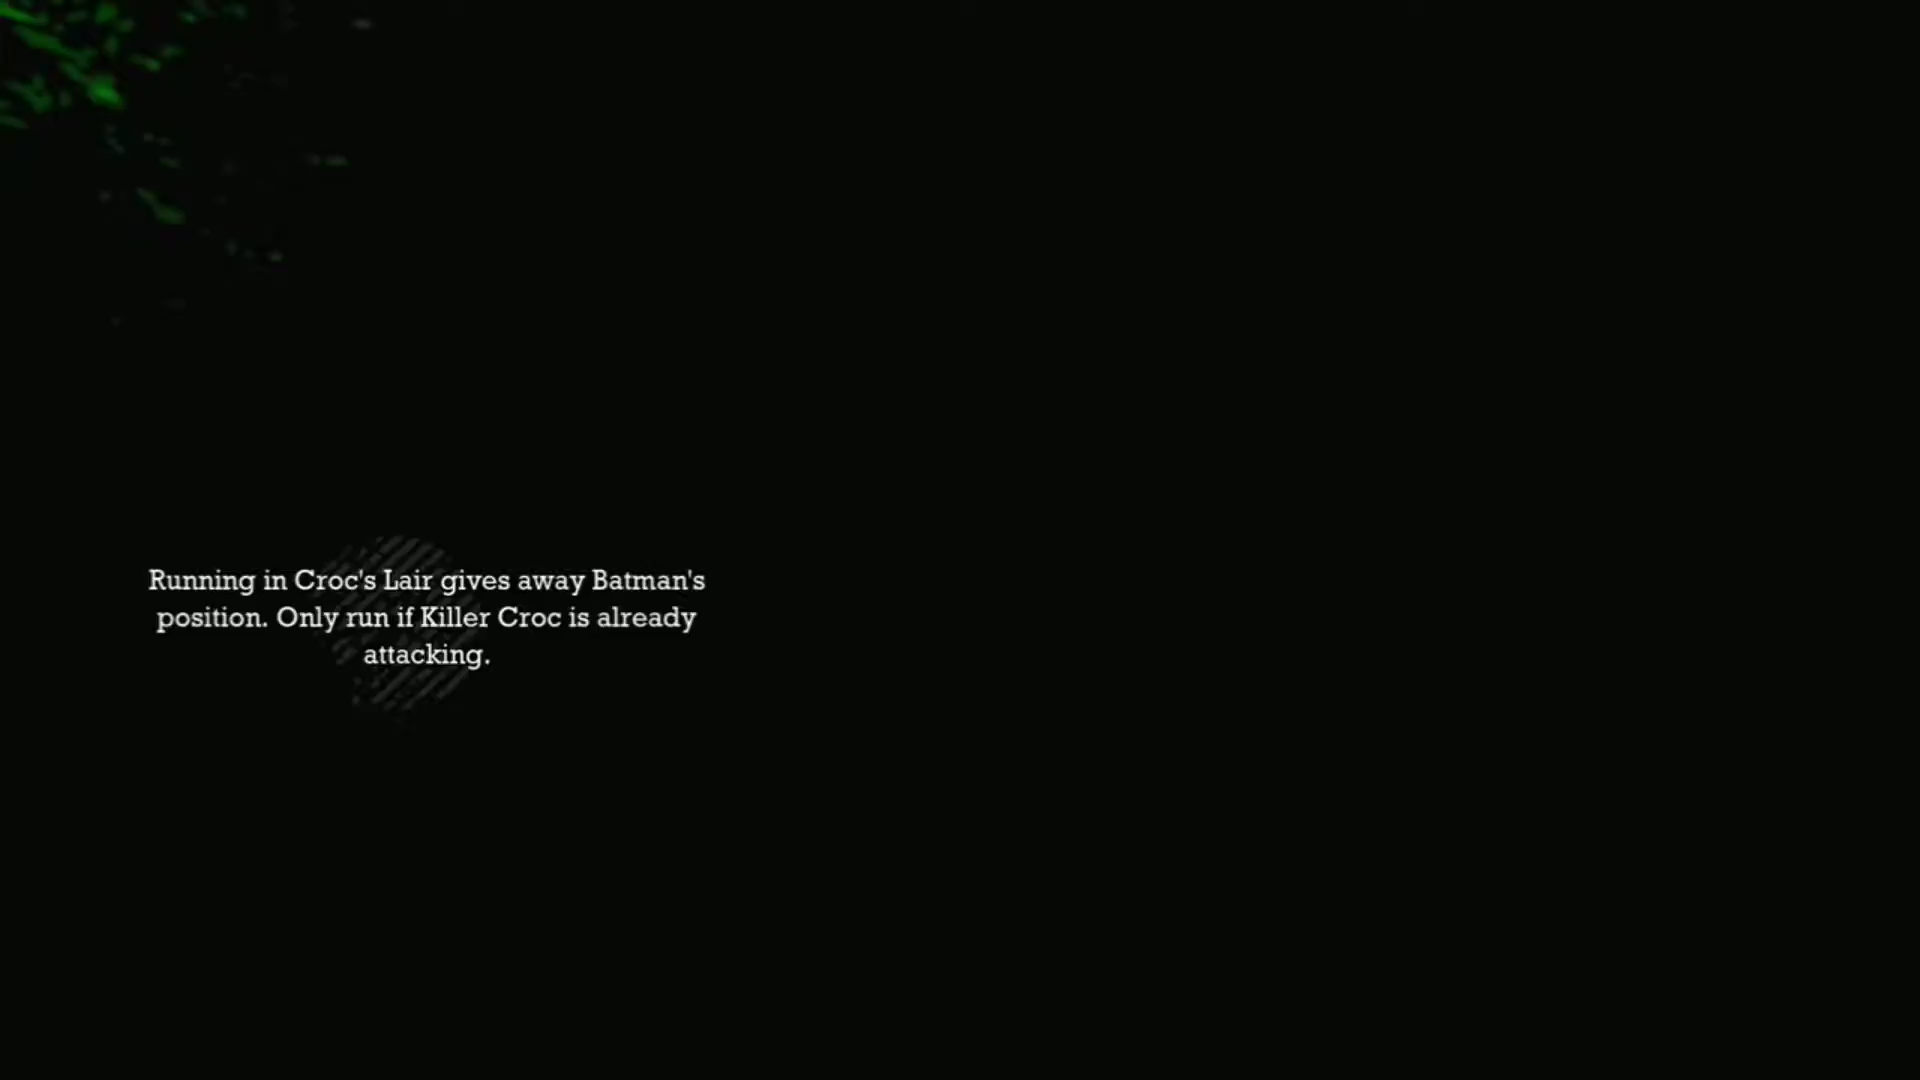 Running in Croc's Lair gives away Batman's
position. Only run if Killer Croc is already
attacking.